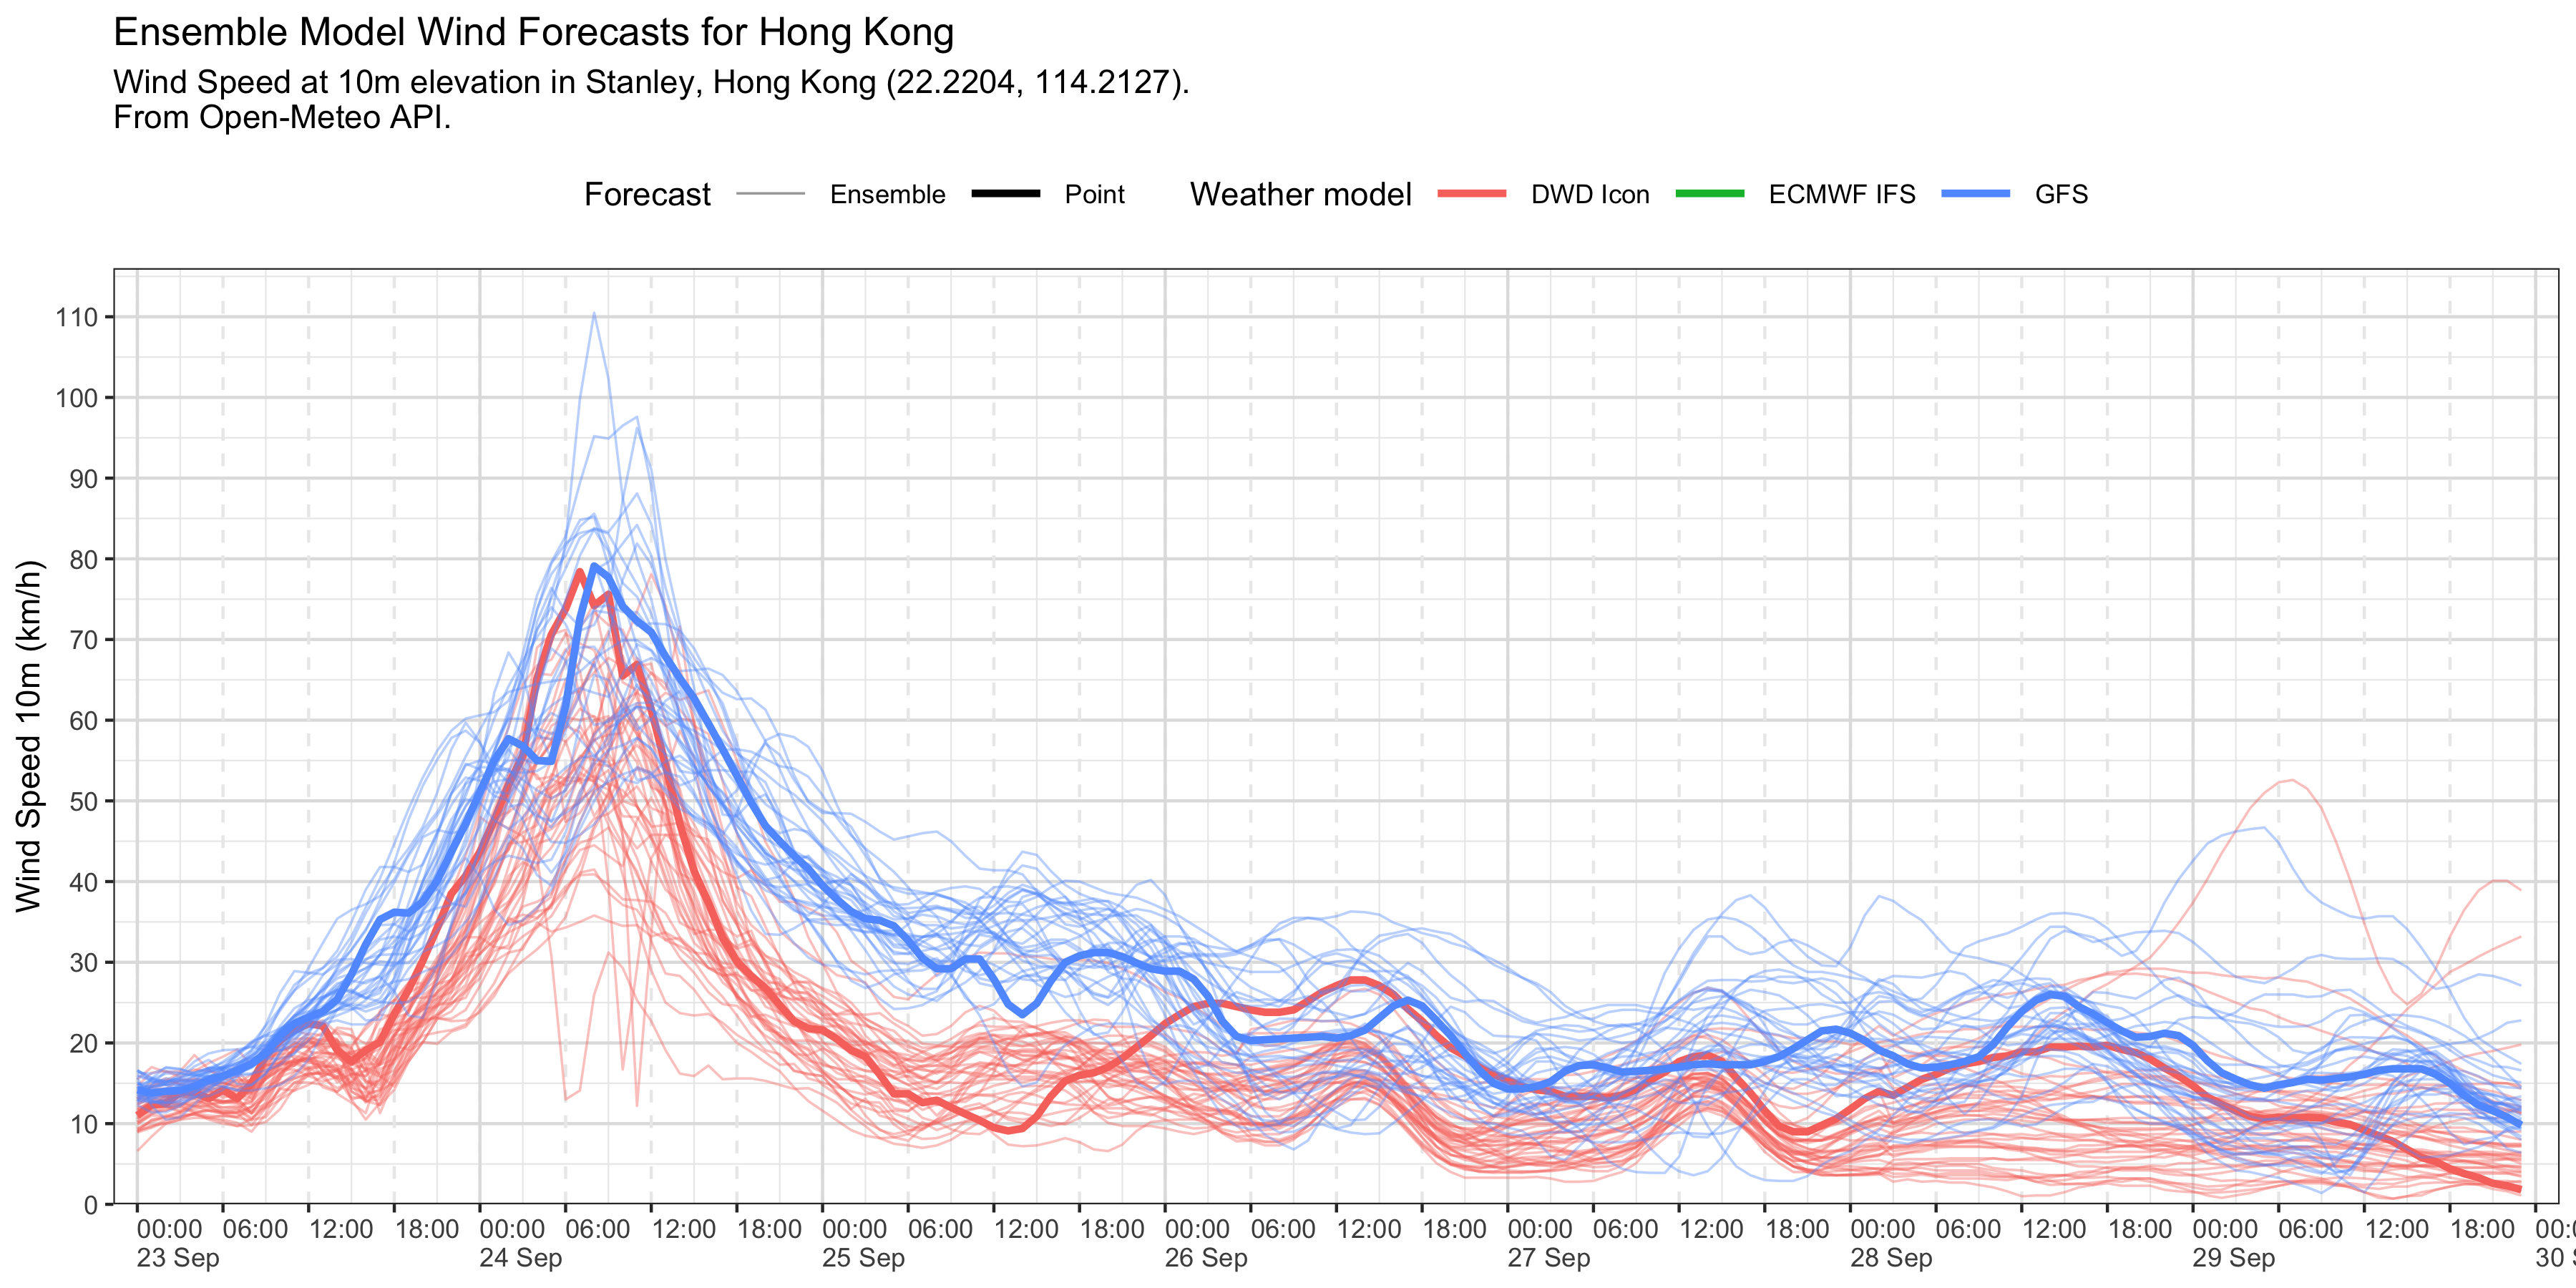 Ensemble Model Wind Forecasts for Hong Kong
Wind Speed at 10m elevation in Stanley, Hong Kong (22.2204, 114.2127).
From Open-Meteo API.
Forecast Ensemble Point Weather model DWD Icon ECMWF IFS GFS
Wind Speed 10m (km/h)
110
100
90
80
70
60
50
40
30
20
10
0
00:00 06:00 12:00 18:00 00:00 06:00 12:00 18:00 00:00 06:00 12:00 18:00 00:00 06:00 12:00 18:00 00:00 06:00 12:00 18:00 00:00 06:00 12:00 18:00 00:00 06:00 12:00 18:00
23 Sep 24 Sep 25 Sep 26 Sep 27 Sep 28 Sep 29 Sep 30